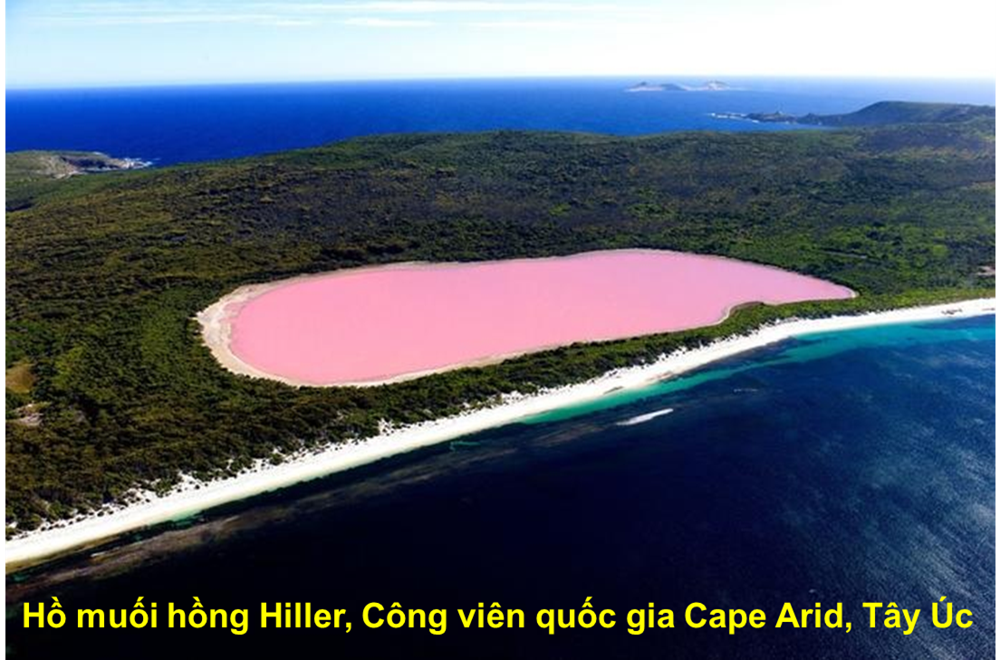 Hồ muối hồng Hiller, Công viên quốc gia Cape Arid, Tây Úc